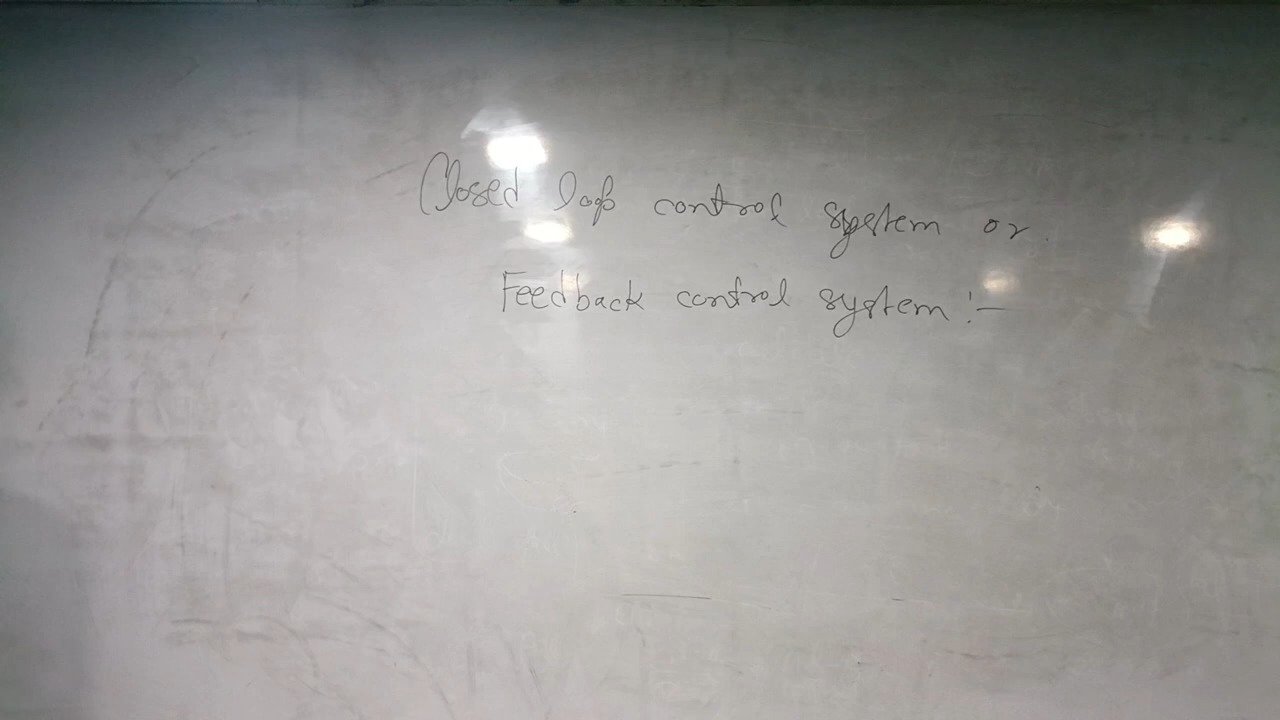 Closed loop control system or
Feedback control system :-